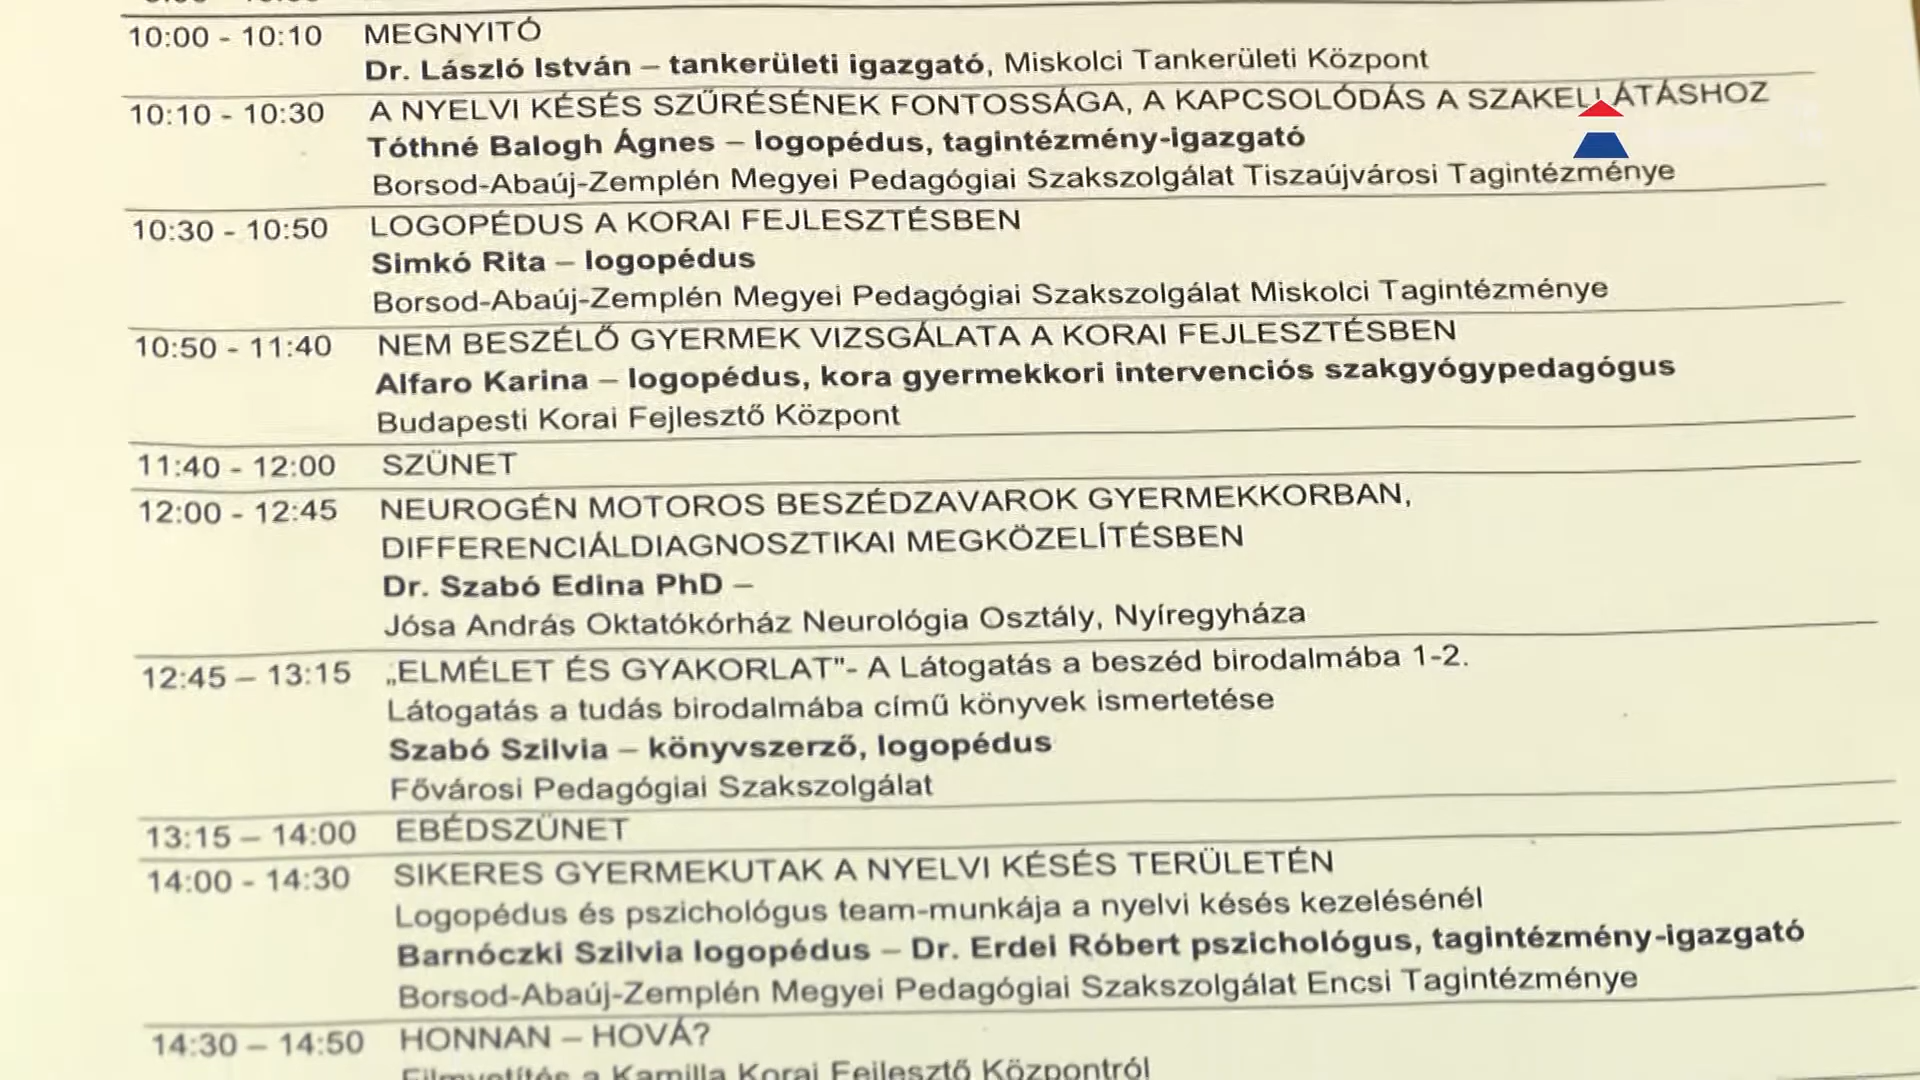 10:00 - 10:10 MEGNYITÓ
Dr. László István – tankerületi igazgató, Miskolci Tankerületi Központ
10:10 - 10:30 A NYELVI KÉSÉS SZŰRÉSÉNEK FONTOSSÁGA, A KAPCSOLÓDÁS A SZAKELLÁTÁSHOZ
Tóthné Balogh Ágnes – logopédus, tagintézmény-igazgató
Borsod-Abaúj-Zemplén Megyei Pedagógiai Szakszolgálat Tiszaújvárosi Tagintézménye
10:30 - 10:50 LOGOPÉDUS A KORAI FEJLESZTÉSBEN
Simkó Rita – logopédus
Borsod-Abaúj-Zemplén Megyei Pedagógiai Szakszolgálat Miskolci Tagintézménye
10:50 - 11:40 NEM BESZÉLŐ GYERMEK VIZSGÁLATA A KORAI FEJLESZTÉSBEN
Alfaro Karina – logopédus, kora gyermekkori intervenciós szakgyógypedagógus
Budapesti Korai Fejlesztő Központ
11:40 - 12:00 SZÜNET
12:00 - 12:45 NEUROGÉN MOTOROS BESZÉDZAVAROK GYERMEKKORBAN,
DIFFERENCIÁLDIAGNOSZTIKAI MEGKÖZELÍTÉSBEN
Dr. Szabó Edina PhD –
Jósa András Oktatókórház Neurológia Osztály, Nyíregyháza
12:45 – 13:15 „ELMÉLET ÉS GYAKORLAT"- A Látogatás a beszéd birodalmába 1-2.
Látogatás a tudás birodalmába című könyvek ismertetése
Szabó Szilvia – könyvszerző, logopédus
Fővárosi Pedagógiai Szakszolgálat
13:15 – 14:00 EBÉDSZÜNET
14:00 - 14:30 SIKERES GYERMEKUTAK A NYELVI KÉSÉS TERÜLETÉN
Logopédus és pszichológus team-munkája a nyelvi késés kezelésénél
Barnóczki Szilvia logopédus – Dr. Erdei Róbert pszichológus, tagintézmény-igazgató
Borsod-Abaúj-Zemplén Megyei Pedagógiai Szakszolgálat Encsi Tagintézménye
14:30 – 14:50 HONNAN – HOVÁ?
Filmvetítés a Kamilla Korai Fejlesztő Központról